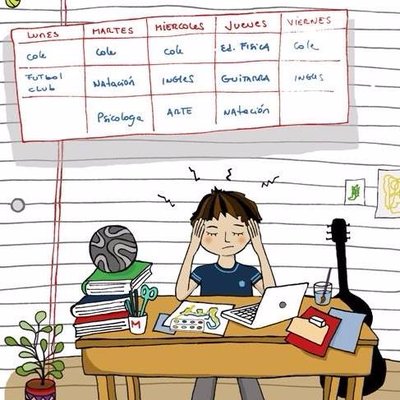 LUNES MARTES MIERCOLES JUEVES VIERNES
Cole Cole Cole Ed. FISICA Cole
FUTBOL CLUB NATACIÓN INGLES GUITARRA INGLES
PSICOLOGA ARTE NATACIÓN
M